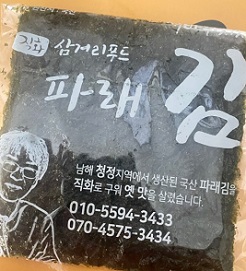 직화 삼거리푸드
파래 김
남해 청정지역에서 생산된 국산 파래김을
직화로 구워 옛 맛을 살렸습니다.
010-5594-3433
070-4575-3434